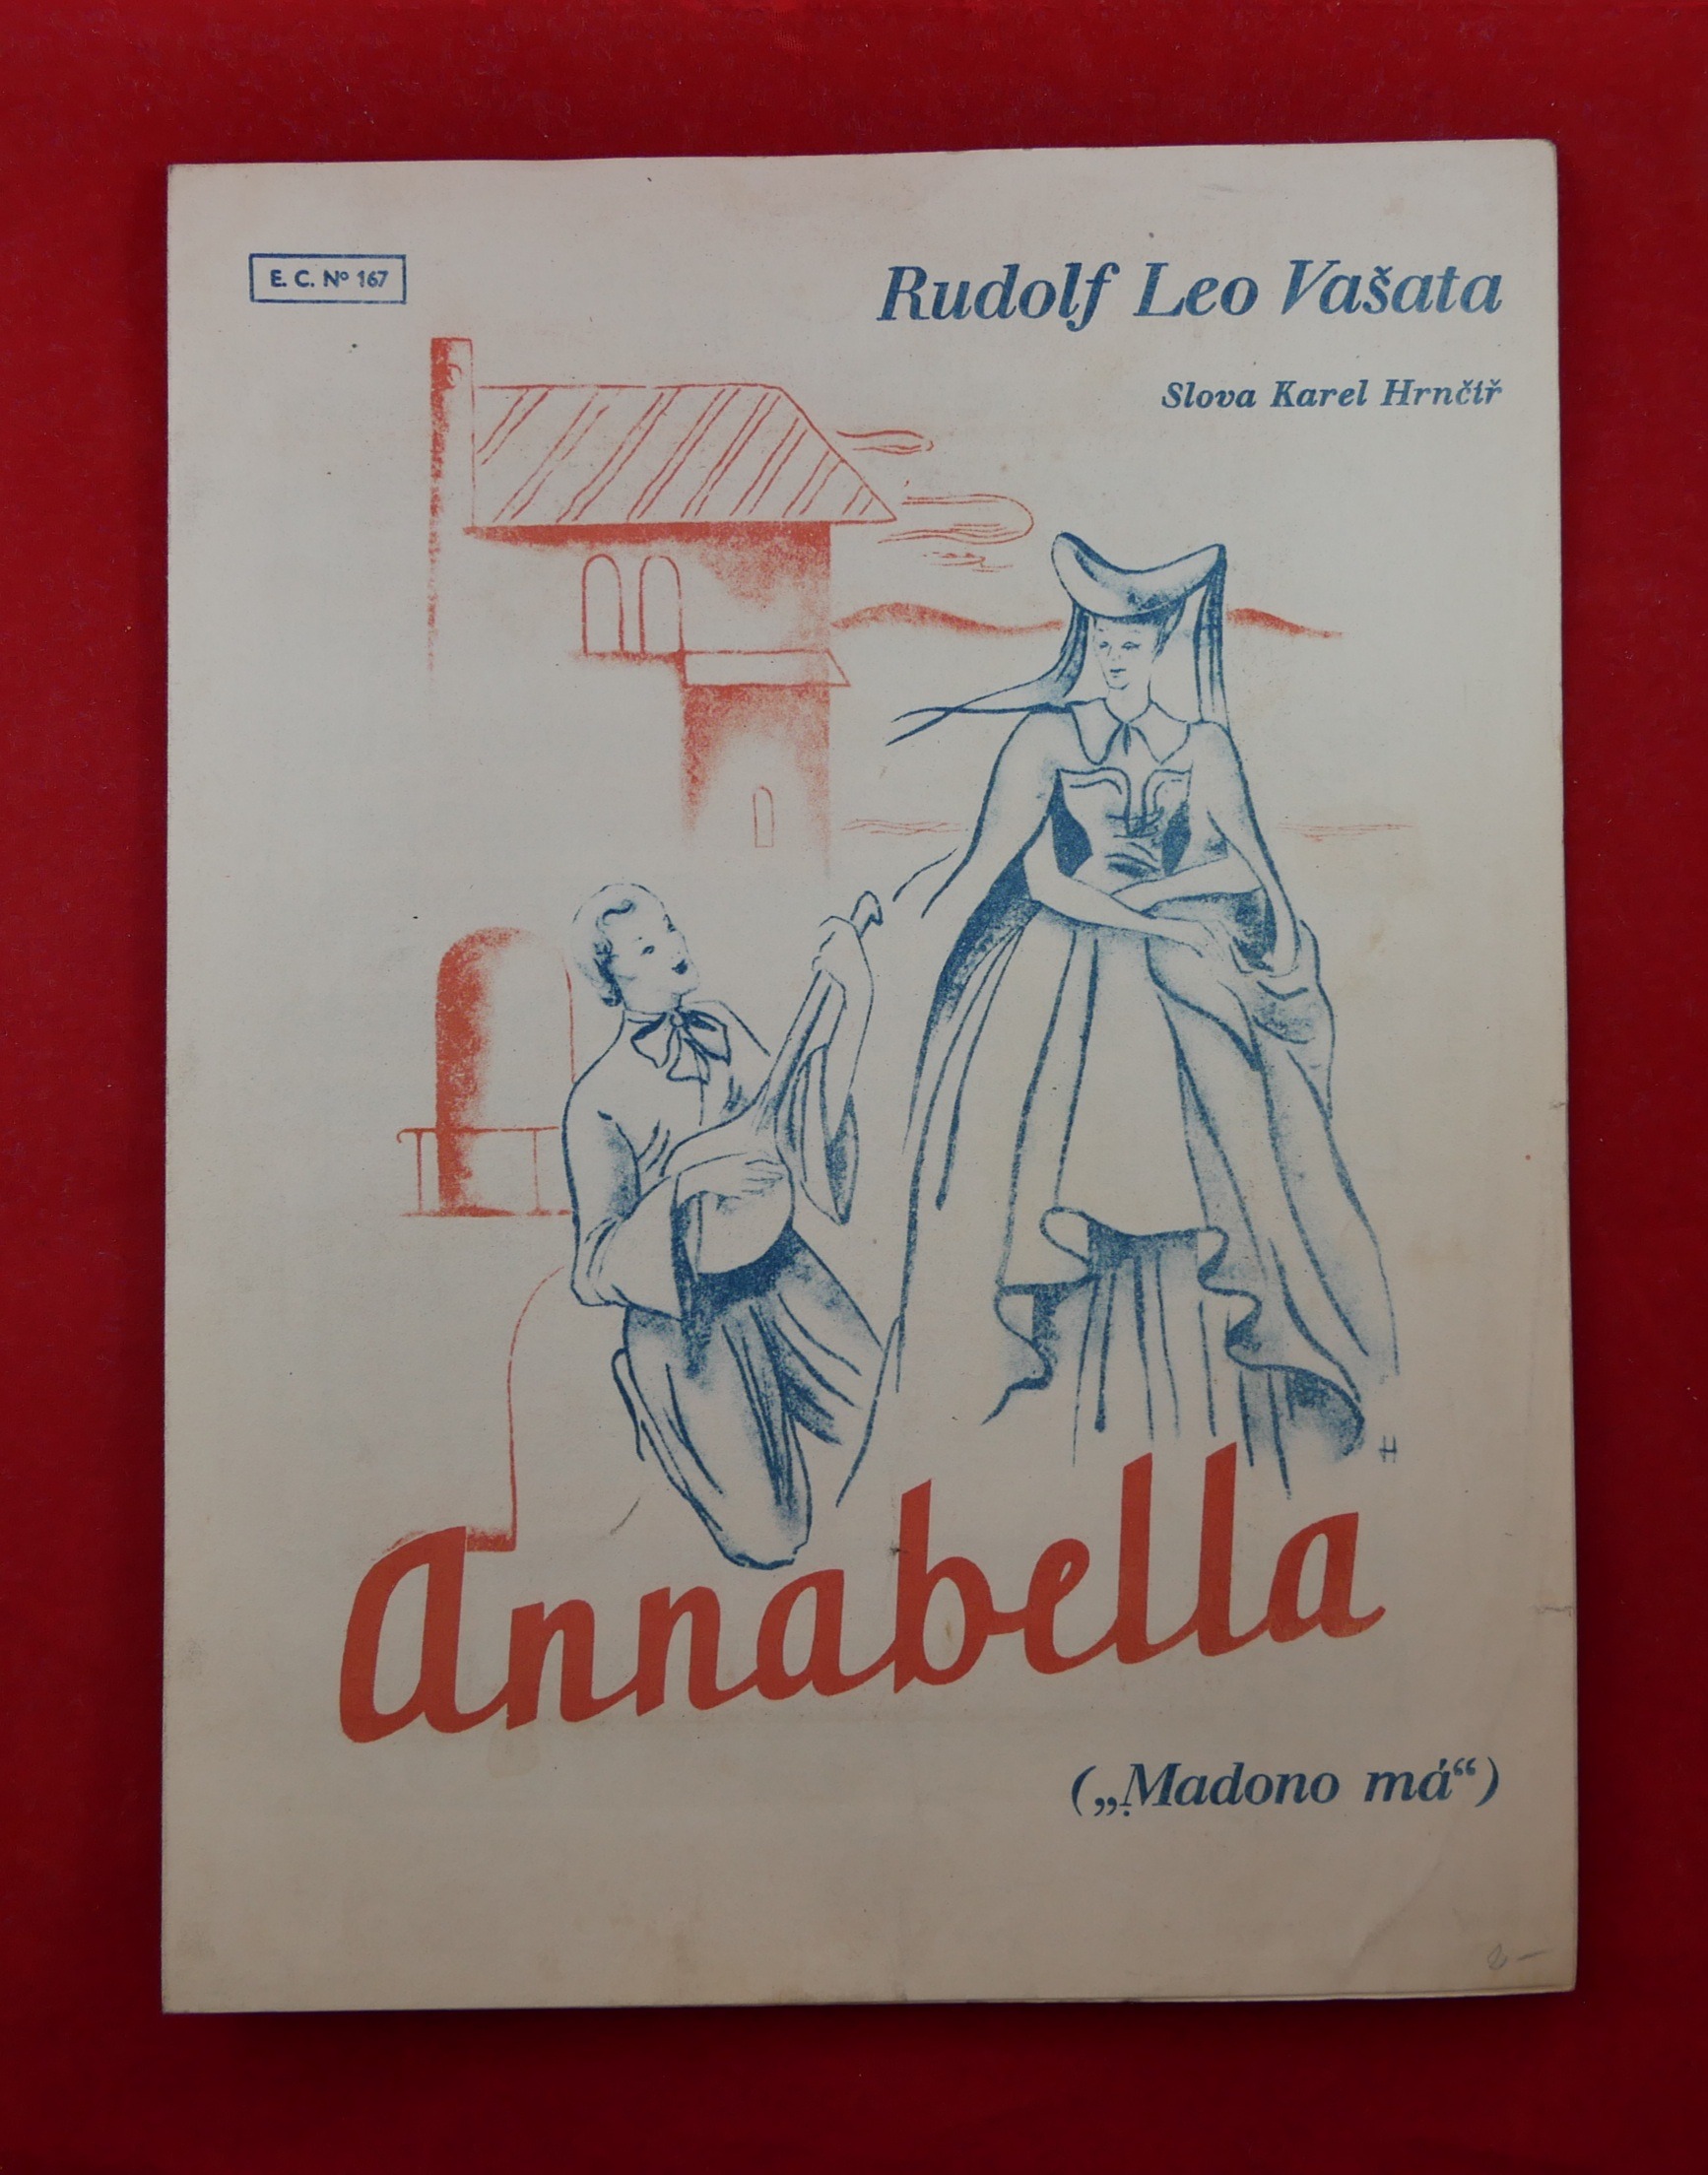 E. C. Nº 167
Rudolf Leo Vašata
Slova Karel Hrnčíř
H
Annabella
(„Madono má“)